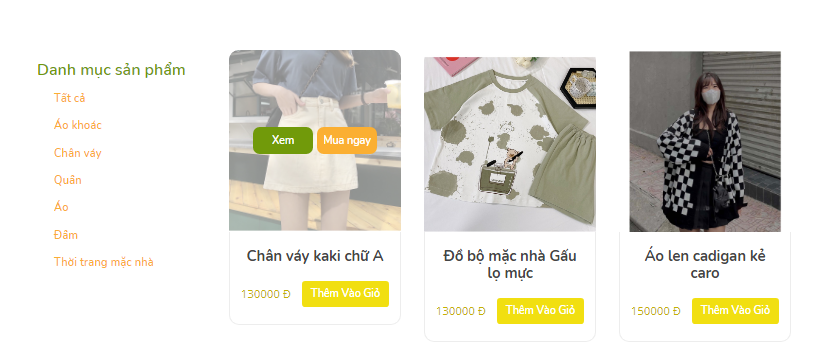 Danh mục sản phẩm
Tất cả
Áo khoác
Chân váy
Quần
Áo
Đầm
Thời trang mặc nhà
Xem
Mua ngay
Chân váy kaki chữ A
130000 Đ
Thêm Vào Giỏ
Đồ bộ mặc nhà Gấu
lọ mực
130000 Đ
Thêm Vào Giỏ
Áo len cadigan kẻ
caro
150000 Đ
Thêm Vào Giỏ